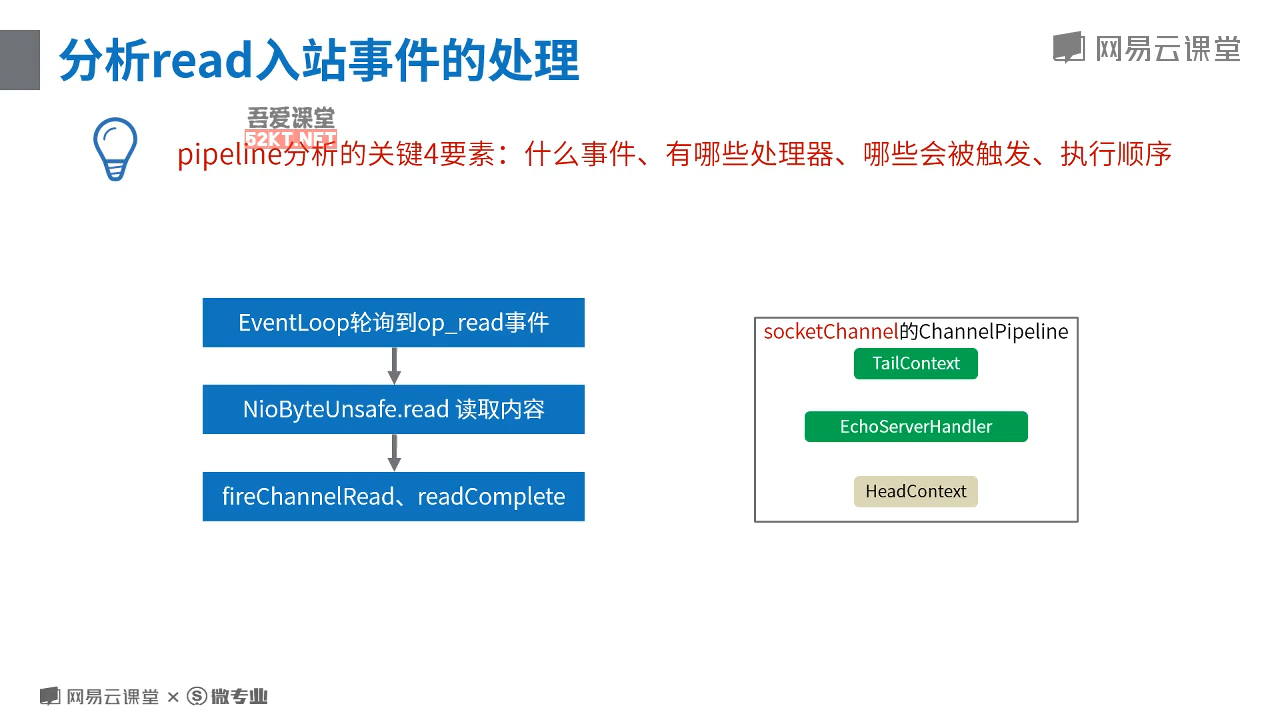 分析read入站事件的处理
网易云课堂
吾爱课堂
52KT.NET
pipeline分析的关键4要素：什么事件、有哪些处理器、哪些会被触发、执行顺序
EventLoop轮询到op_read事件
NioByteUnsafe.read 读取内容
fireChannelRead、readComplete
socketChannel的ChannelPipeline
TailContext
EchoServerHandler
HeadContext
网易云课堂 × S 微专业